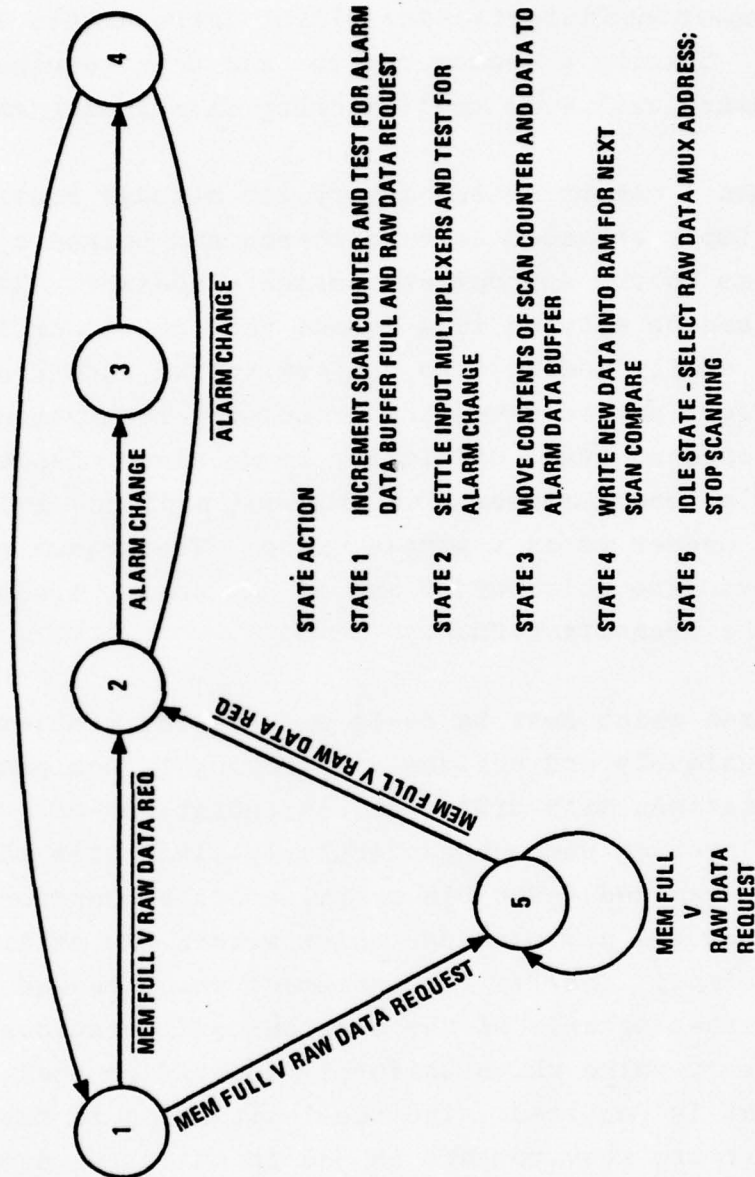 4
ALARM CHANGE
3
ALARM CHANGE
2
MEM FULL V RAW DATA REQ
MEM FULL V RAW DATA REQ
1
MEM FULL V RAW DATA REQUEST
5
MEM FULL
V
RAW DATA
REQUEST
STATE ACTION
STATE 1 INCREMENT SCAN COUNTER AND TEST FOR ALARM
DATA BUFFER FULL AND RAW DATA REQUEST
STATE 2 SETTLE INPUT MULTIPLEXERS AND TEST FOR
ALARM CHANGE
STATE 3 MOVE CONTENTS OF SCAN COUNTER AND DATA TO
ALARM DATA BUFFER
STATE 4 WRITE NEW DATA INTO RAM FOR NEXT
SCAN COMPARE
STATE 5 IDLE STATE - SELECT RAW DATA MUX ADDRESS;
STOP SCANNING